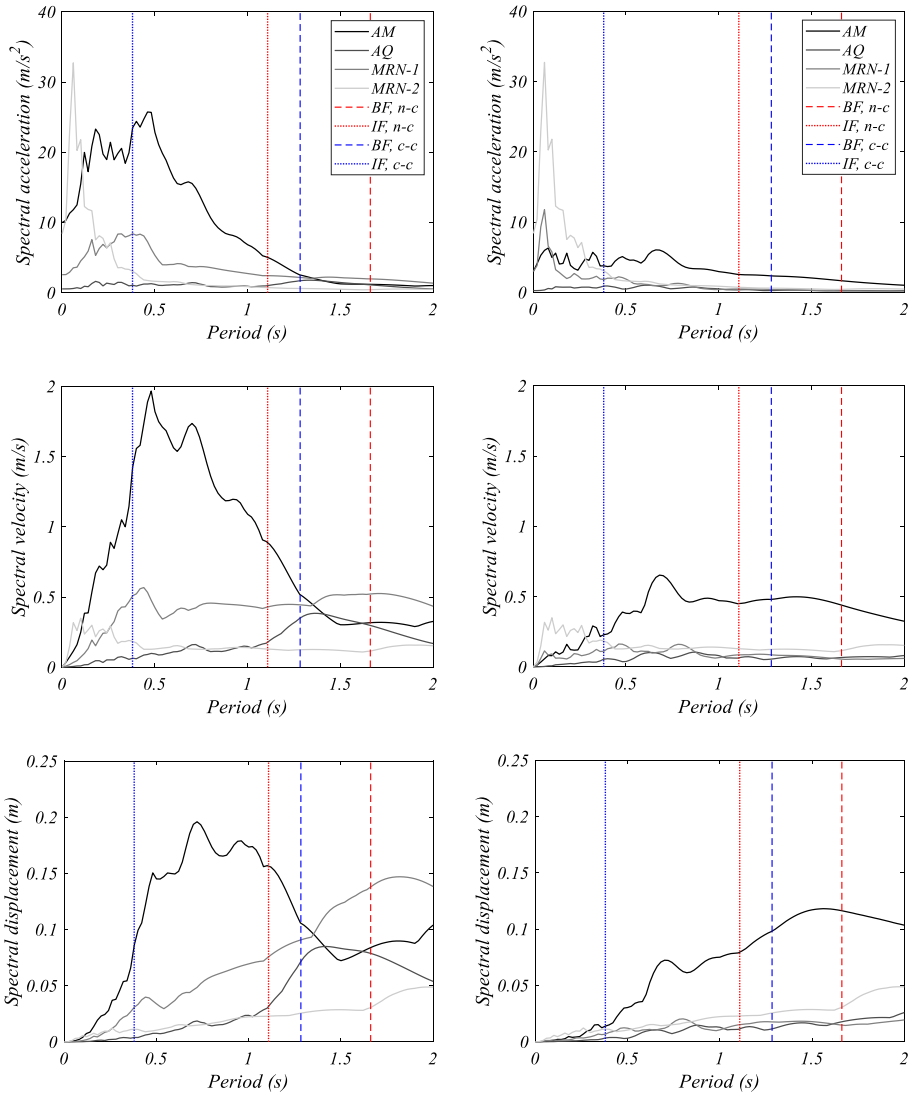 Spectral acceleration (m/s²)
40
30
20
10
0
0 0.5 1 1.5 2
Period (s)
AM
AQ
MRN-1
MRN-2
BF, n-c
IF, n-c
BF, c-c
IF, c-c
Spectral acceleration (m/s²)
40
30
20
10
0
0 0.5 1 1.5 2
Period (s)
AM
AQ
MRN-1
MRN-2
BF, n-c
IF, n-c
BF, c-c
IF, c-c
Spectral velocity (m/s)
2
1.5
1
0.5
0
0 0.5 1 1.5 2
Period (s)
Spectral velocity (m/s)
2
1.5
1
0.5
0
0 0.5 1 1.5 2
Period (s)
Spectral displacement (m)
0.25
0.2
0.15
0.1
0.05
0
0 0.5 1 1.5 2
Period (s)
Spectral displacement (m)
0.25
0.2
0.15
0.1
0.05
0
0 0.5 1 1.5 2
Period (s)